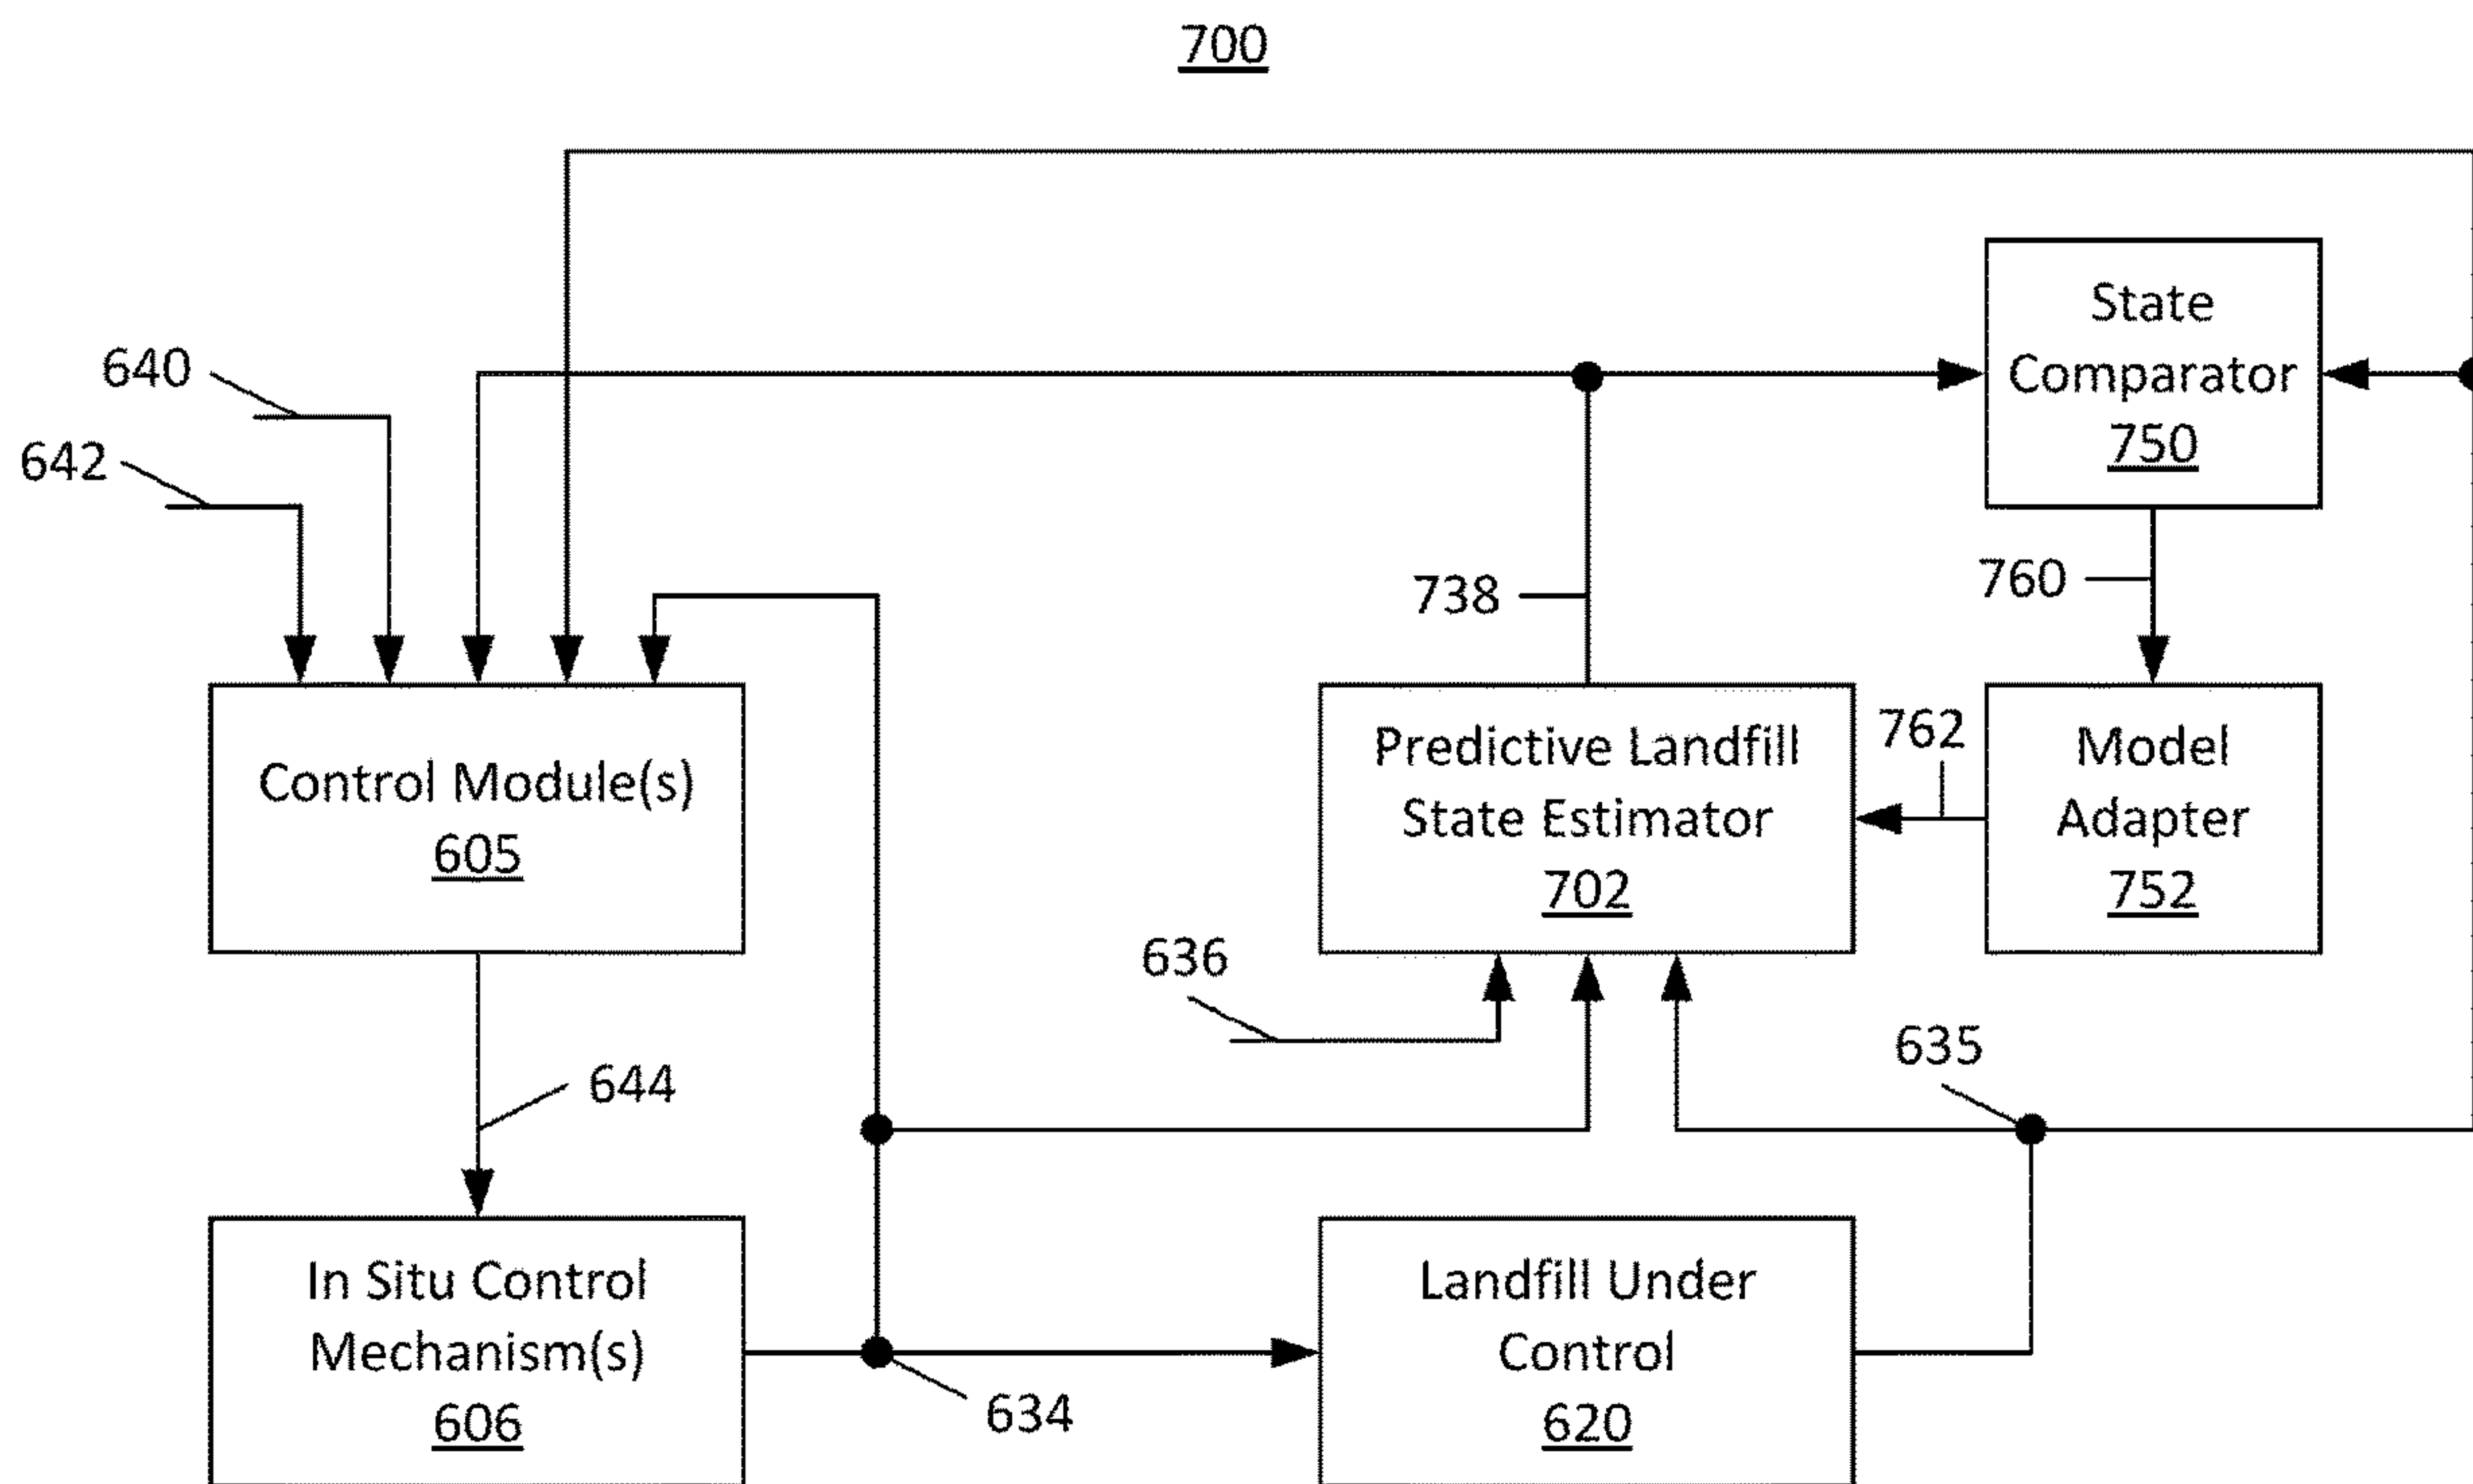 700
640
642
State
Comparator
750
738
760
Control Module(s)
605
Predictive Landfill
State Estimator
702
762
Model
Adapter
752
636
644
635
In Situ Control
Mechanism(s)
606
634
Landfill Under
Control
620